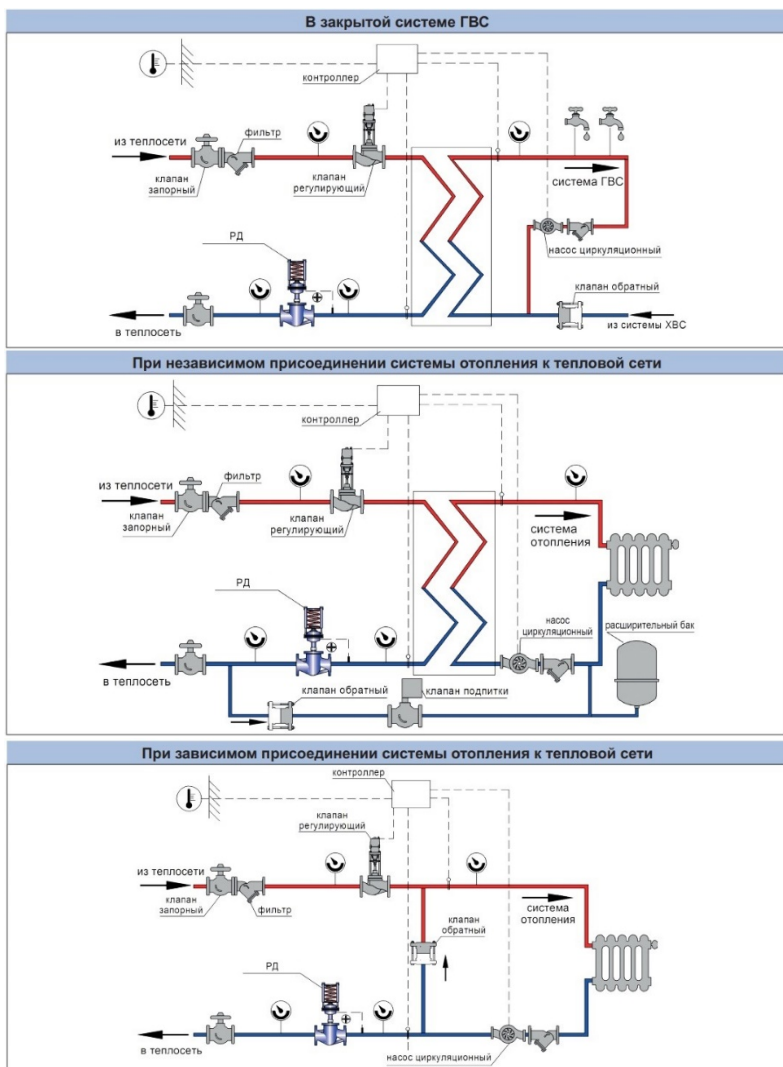 В закрытой системе ГВС
контроллер
из теплосети
фильтр
клапан
запорный
клапан
регулирующий
система ГВС
насос циркуляционный
РД
клапан обратный
в теплосеть
из системы ХВС
При независимом присоединении системы отопления к тепловой сети
контроллер
из теплосети
фильтр
клапан
запорный
клапан
регулирующий
система
отопления
РД
насос
циркуляционный
расширительный бак
в теплосеть
клапан обратный
клапан подпитки
При зависимом присоединении системы отопления к тепловой сети
контроллер
клапан
регулирующий
из теплосети
клапан
запорный
фильтр
система
отопления
клапан
обратный
РД
в теплосеть
насос циркуляционный